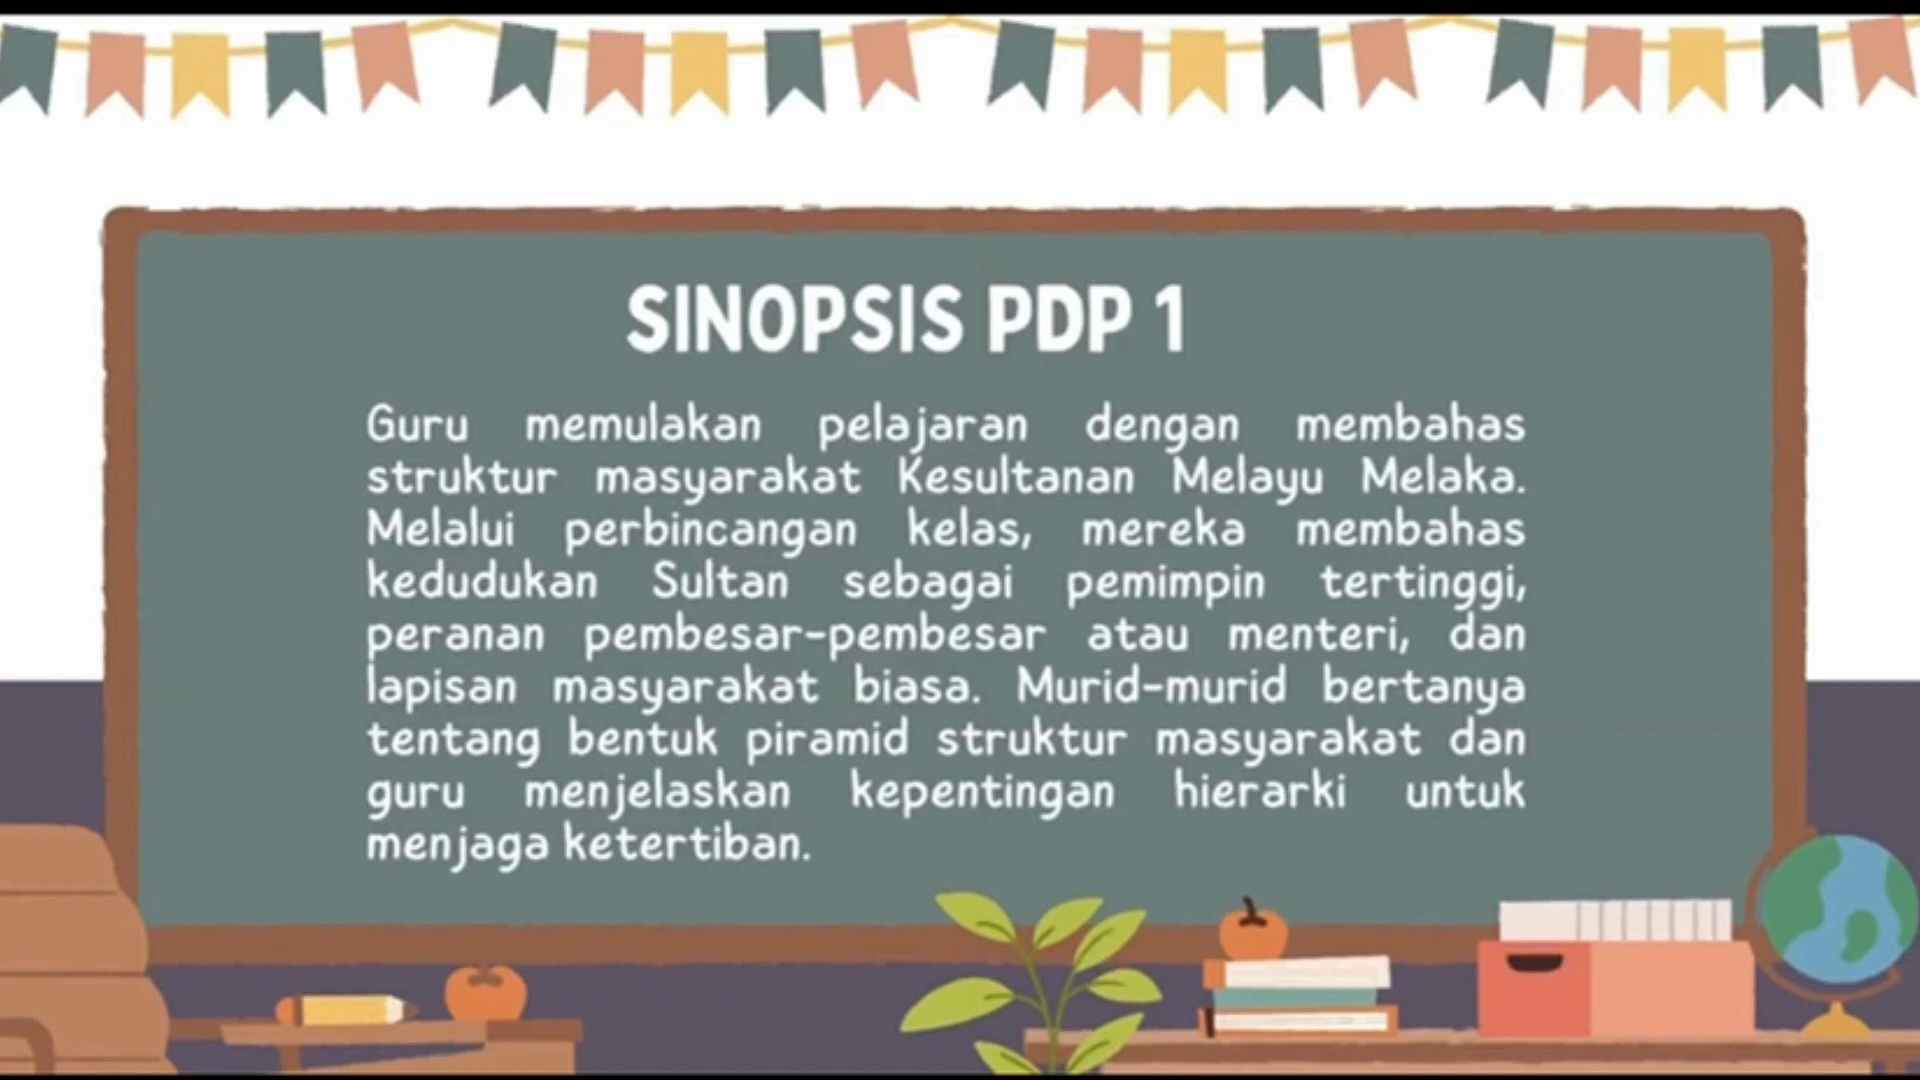 SINOPSIS PDP 1
Guru memulakan pelajaran dengan membahas
struktur masyarakat Kesultanan Melayu Melaka.
Melalui perbincangan kelas, mereka membahas
kedudukan Sultan sebagai pemimpin tertinggi,
peranan pembesar-pembesar atau menteri, dan
lapisan masyarakat biasa. Murid-murid bertanya
tentang bentuk piramid struktur masyarakat dan
guru menjelaskan kepentingan hierarki untuk
menjaga ketertiban.